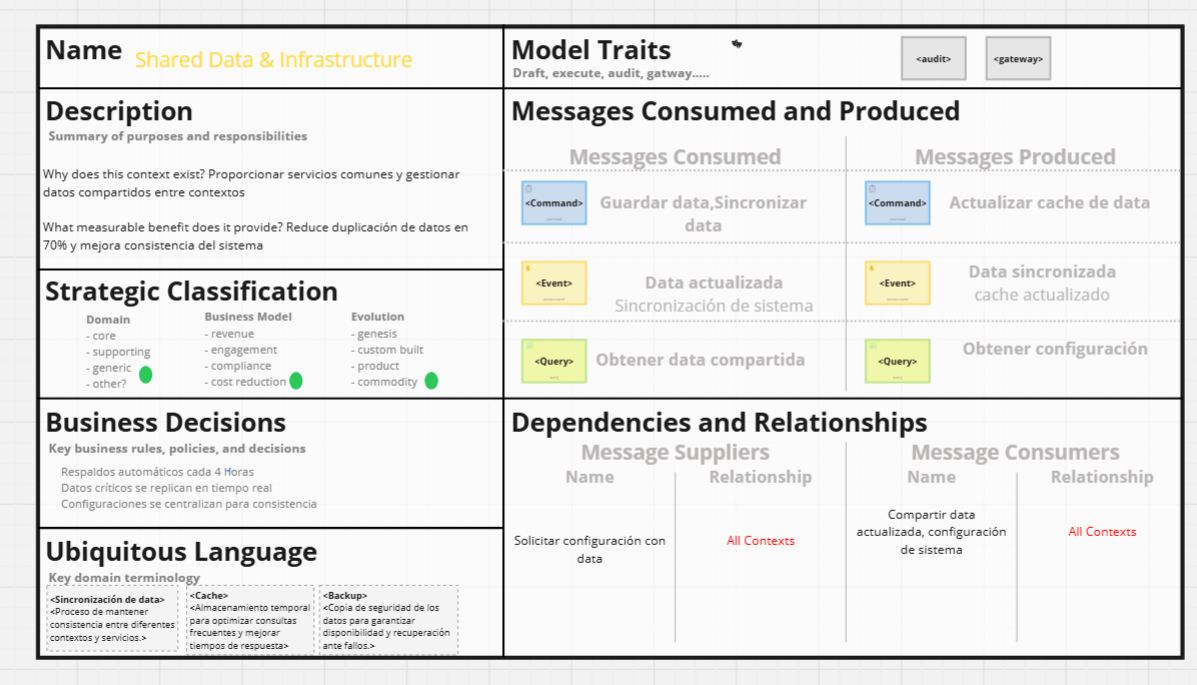 Name
Shared Data & Infrastructure
Description
Summary of purposes and responsibilities
Why does this context exist? Proporcionar servicios comunes y gestionar
datos compartidos entre contextos
What measurable benefit does it provide? Reduce duplicación de datos en
70% y mejora consistencia del sistema
Strategic Classification
Domain
- core
- supporting
- generic
- other?
Business Model
- revenue
- engagement
- compliance
- cost reduction
Evolution
- genesis
- custom built
- product
- commodity
Business Decisions
Key business rules, policies, and decisions
Respaldos automáticos cada 4 Horas
Datos críticos se replican en tiempo real
Configuraciones se centralizan para consistencia
Ubiquitous Language
Key domain terminology
<Sincronización de data>
<Proceso de mantener
consistencia entre diferentes
contextos y servicios.>
<Cache>
<Almacenamiento temporal
para optimizar consultas
frecuentes y mejorar
tiempos de respuesta>
<Backup>
<Copia de seguridad de los
datos para garantizar
disponibilidad y recuperación
ante fallos.>
Model Traits
Draft, execute, audit, gatway.....
<audit>
<gateway>
Messages Consumed and Produced
Messages Consumed
<Command>
Guardar data,Sincronizar
data
<Event>
Data actualizada
Sincronización de sistema
<Query>
Obtener data compartida
Messages Produced
<Command>
Actualizar cache de data
<Event>
Data sincronizada
cache actualizado
<Query>
Obtener configuración
Dependencies and Relationships
Message Suppliers
Name
Relationship
Solicitar configuración con
data
All Contexts
Message Consumers
Name
Relationship
Compartir data
actualizada, configuración
de sistema
All Contexts